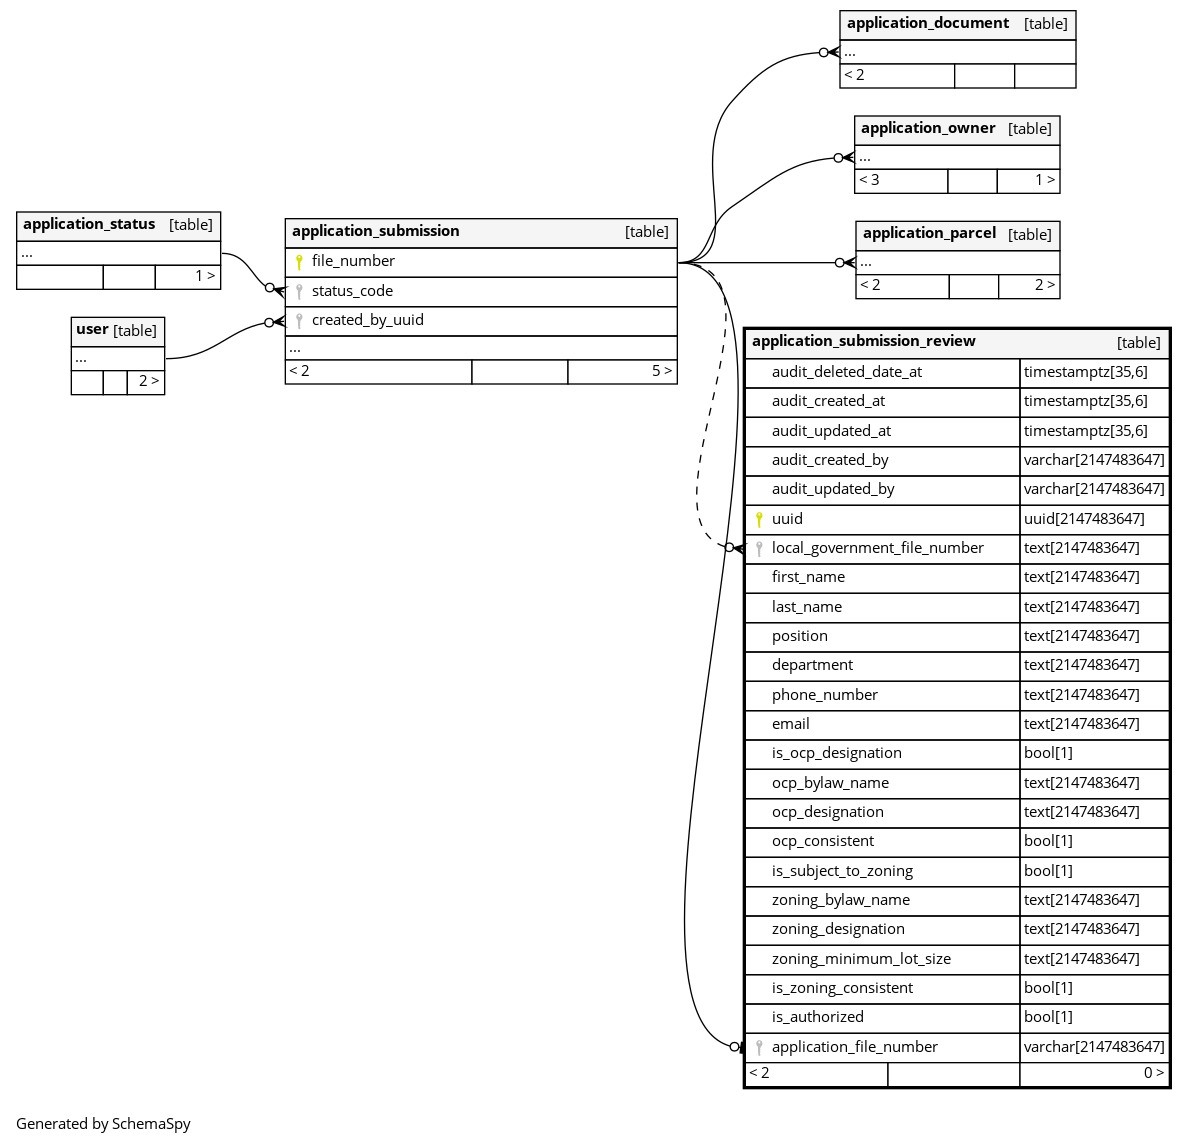 application_document [table]
...
< 2
application_owner [table]
...
< 3 1 >
application_status [table]
...
1 >
application_submission [table]
file_number
status_code
created_by_uuid
...
< 2 5 >
application_parcel [table]
...
< 2 2 >
user [table]
...
2 >
application_submission_review [table]
audit_deleted_date_at timestamptz[35,6]
audit_created_at timestamptz[35,6]
audit_updated_at timestamptz[35,6]
audit_created_by varchar[2147483647]
audit_updated_by varchar[2147483647]
uuid uuid[2147483647]
local_government_file_number text[2147483647]
first_name text[2147483647]
last_name text[2147483647]
position text[2147483647]
department text[2147483647]
phone_number text[2147483647]
email text[2147483647]
is_ocp_designation bool[1]
ocp_bylaw_name text[2147483647]
ocp_designation text[2147483647]
ocp_consistent bool[1]
is_subject_to_zoning bool[1]
zoning_bylaw_name text[2147483647]
zoning_designation text[2147483647]
zoning_minimum_lot_size text[2147483647]
is_zoning_consistent bool[1]
is_authorized bool[1]
application_file_number varchar[2147483647]
< 2 0 >
Generated by SchemaSpy